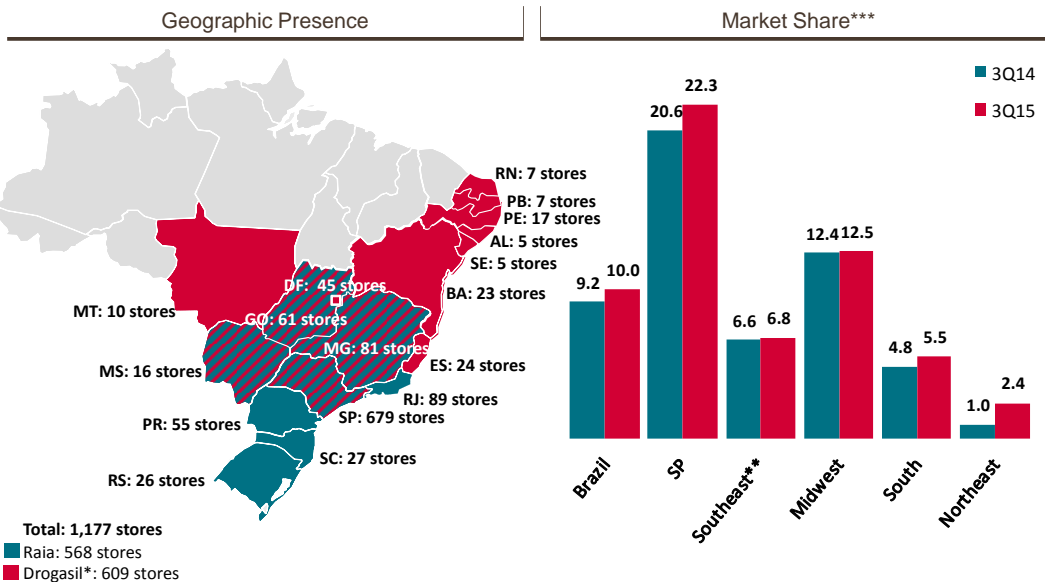 Geographic Presence
RN: 7 stores
PB: 7 stores
PE: 17 stores
AL: 5 stores
SE: 5 stores
DF: 45 stores
BA: 23 stores
MT: 10 stores
GO: 61 stores
MG: 81 stores
ES: 24 stores
MS: 16 stores
RJ: 89 stores
SP: 679 stores
PR: 55 stores
SC: 27 stores
RS: 26 stores
Total: 1,177 stores
Raia: 568 stores
Drogasil*: 609 stores
Market Share***
3Q14
3Q15
9.2 10.0
20.6 22.3
6.6 6.8
12.4 12.5
4.8 5.5
1.0 2.4
Brazil
SP
Southeast**
Midwest
South
Northeast